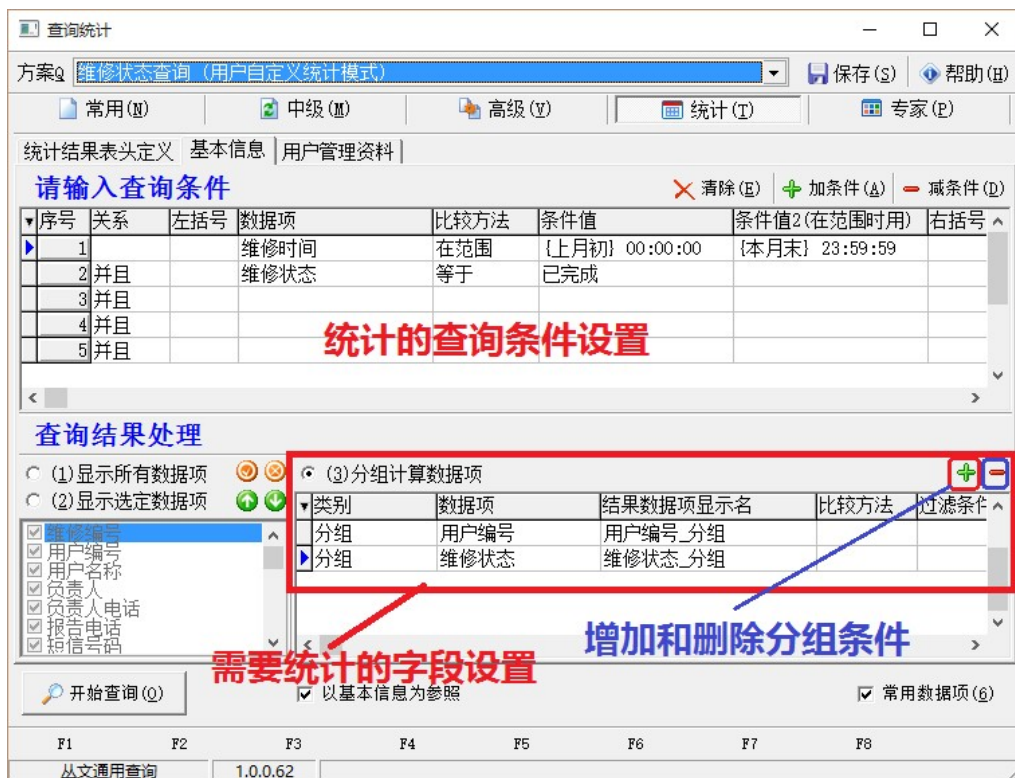 查询统计
方案Q 维修状态查询（用户自定义统计模式） 保存(S) 帮助(H)
常用(N) 中级(M) 高级(V) 统计(T) 专家(P)
统计结果表头定义 基本信息 用户管理资料
请输入查询条件 清除(E) 加条件(A) 减条件(D)
序号 关系 左括号 数据项 比较方法 条件值 条件值2(在范围时用) 右括号
1 维修时间 在范围 {上月初} 00:00:00 {本月末} 23:59:59
2 并且 维修状态 等于 已完成
3 并且
4 并且
5 并且
统计的查询条件设置
查询结果处理
(1)显示所有数据项 (3)分组计算数据项
(2)显示选定数据项
类别 数据项 结果数据项显示名 比较方法 过滤条件
分组 用户编号 用户编号_分组
分组 维修状态 维修状态_分组
维修编号
用户编号
用户名称
负责人
负责人电话
报告电话
短信号码
增加和删除分组条件
需要统计的字段设置
开始查询(O) 以基本信息为参照 常用数据项(6)
F1 F2 F3 F4 F5 F6 F7 F8
从文通用查询 1.0.0.62